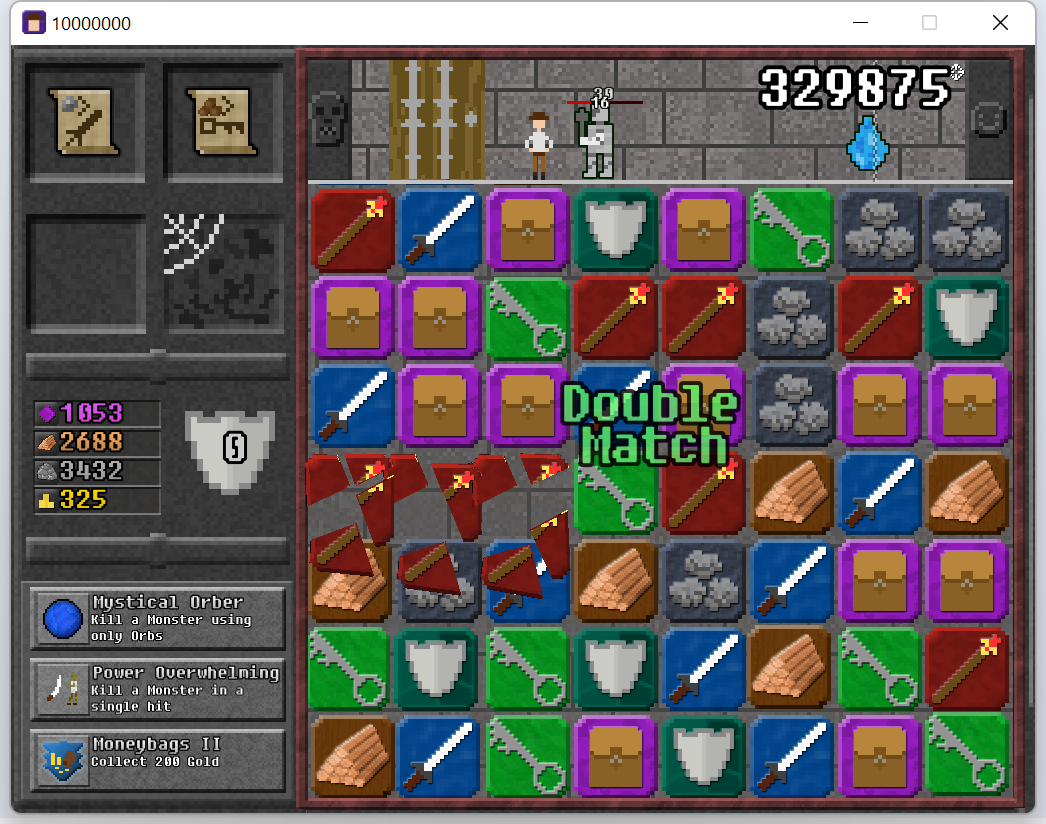 10000000
329875
39
16
Double
Match
1053
2688
3432
325
5
Mystical Orber
Kill a Monster using
only Orbs
Power Overwhelming
Kill a Monster in a
single hit
Moneybags II
Collect 200 Gold